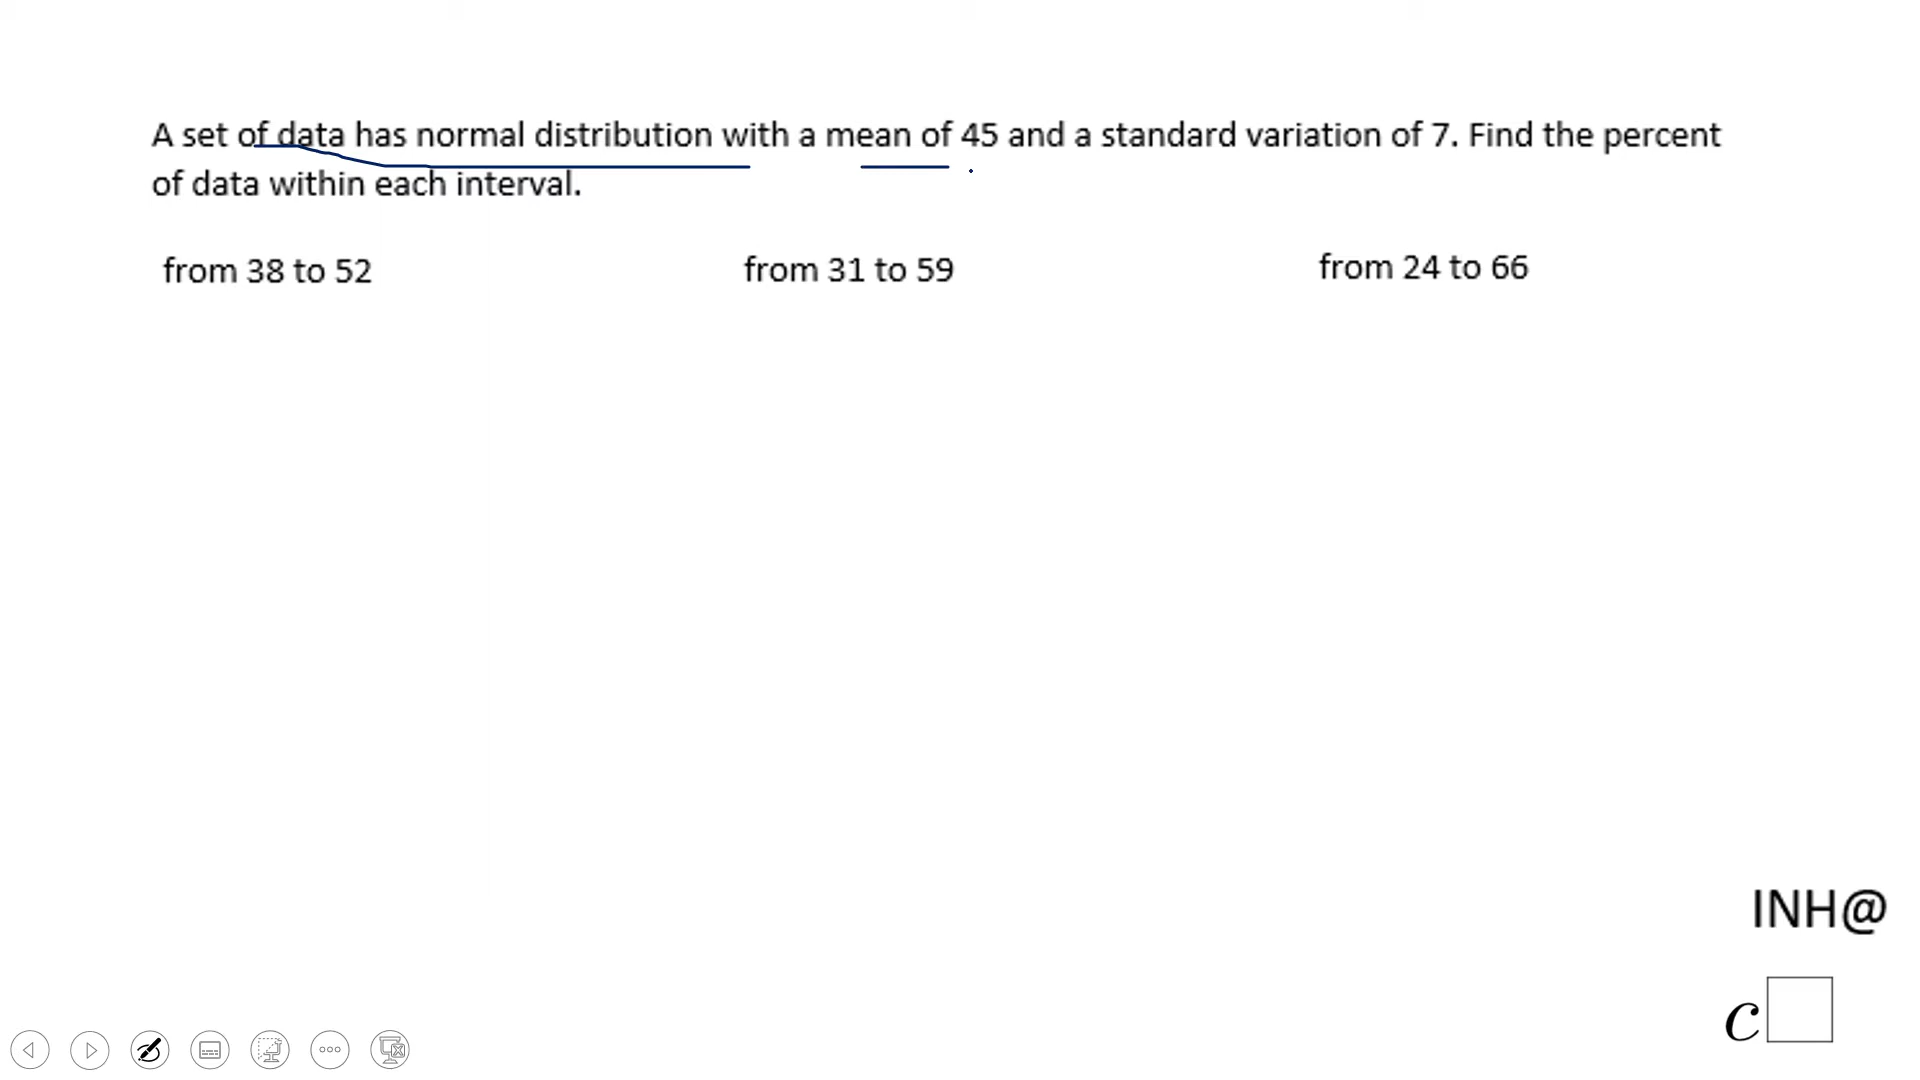 A set of data has normal distribution with a mean of 45 and a standard variation of 7. Find the percent
of data within each interval.
from 38 to 52
from 31 to 59
from 24 to 66
INH@
c